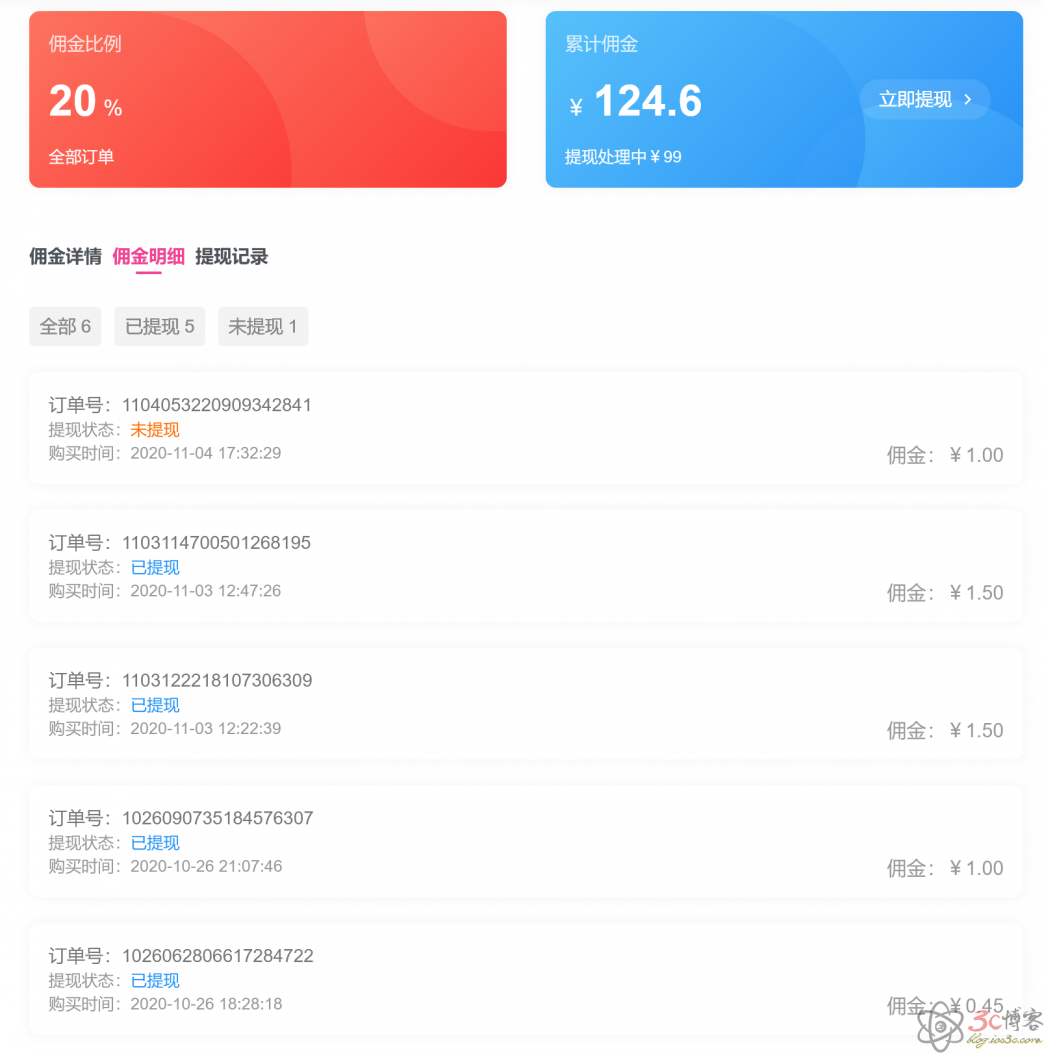 佣金比例
20 %
全部订单
累计佣金
¥ 124.6
立即提现
提现处理中 ¥ 99
佣金详情 佣金明细 提现记录
全部 6 已提现 5 未提现 1
订单号：1104053220909342841
提现状态：未提现
购买时间：2020-11-04 17:32:29
佣金： ¥ 1.00
订单号：1103114700501268195
提现状态：已提现
购买时间：2020-11-03 12:47:26
佣金： ¥ 1.50
订单号：1103122218107306309
提现状态：已提现
购买时间：2020-11-03 12:22:39
佣金： ¥ 1.50
订单号：1026090735184576307
提现状态：已提现
购买时间：2020-10-26 21:07:46
佣金： ¥ 1.00
订单号：1026062806617284722
提现状态：已提现
购买时间：2020-10-26 18:28:18
佣金： ¥ 0.45
3c博客
blog.ios3c.com